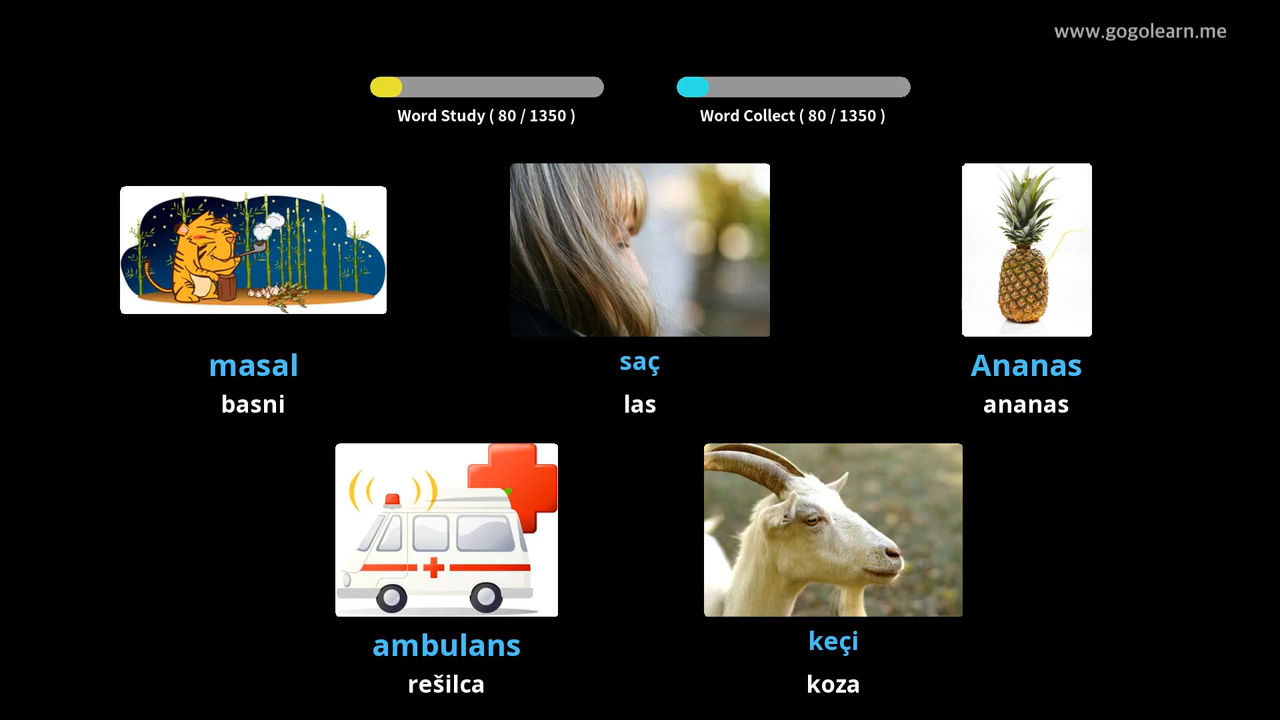 www.gogolearn.me
Word Study ( 80 / 1350 )
Word Collect ( 80 / 1350 )
masal
basni
saç
las
Ananas
ananas
ambulans
rešilca
keçi
koza